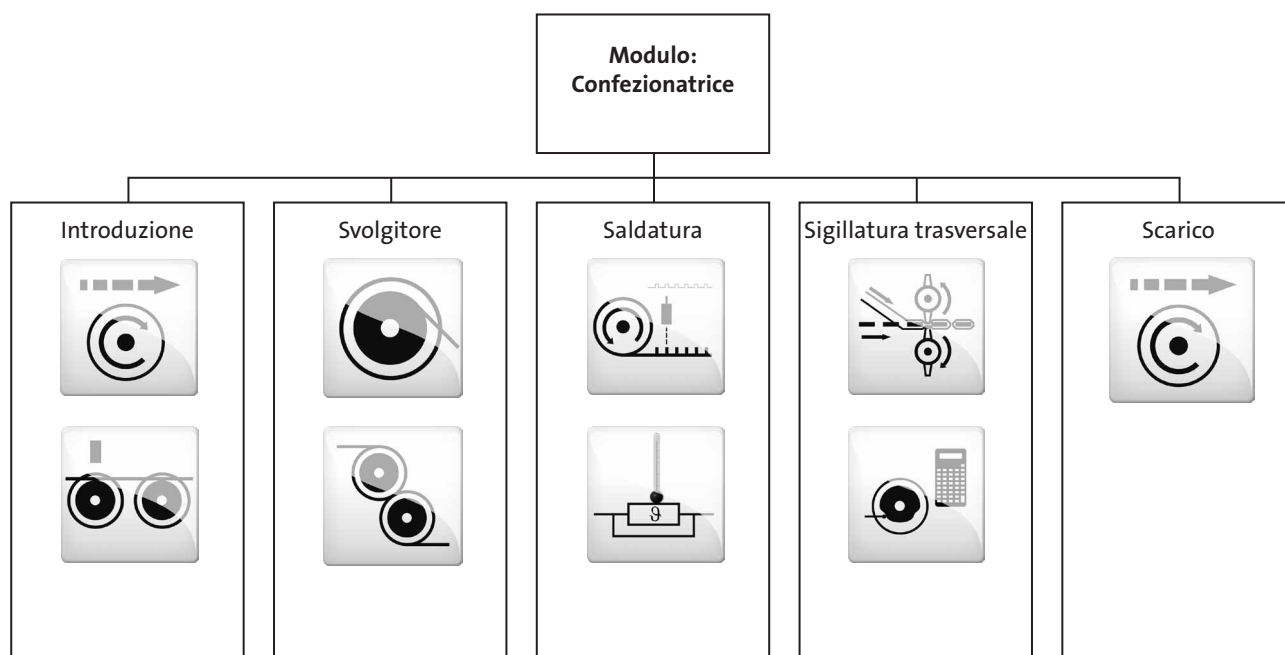 Modulo:
Confezionatrice
Introduzione
Svolgitore
Saldatura
Sigillatura trasversale
Scarico
ϑ